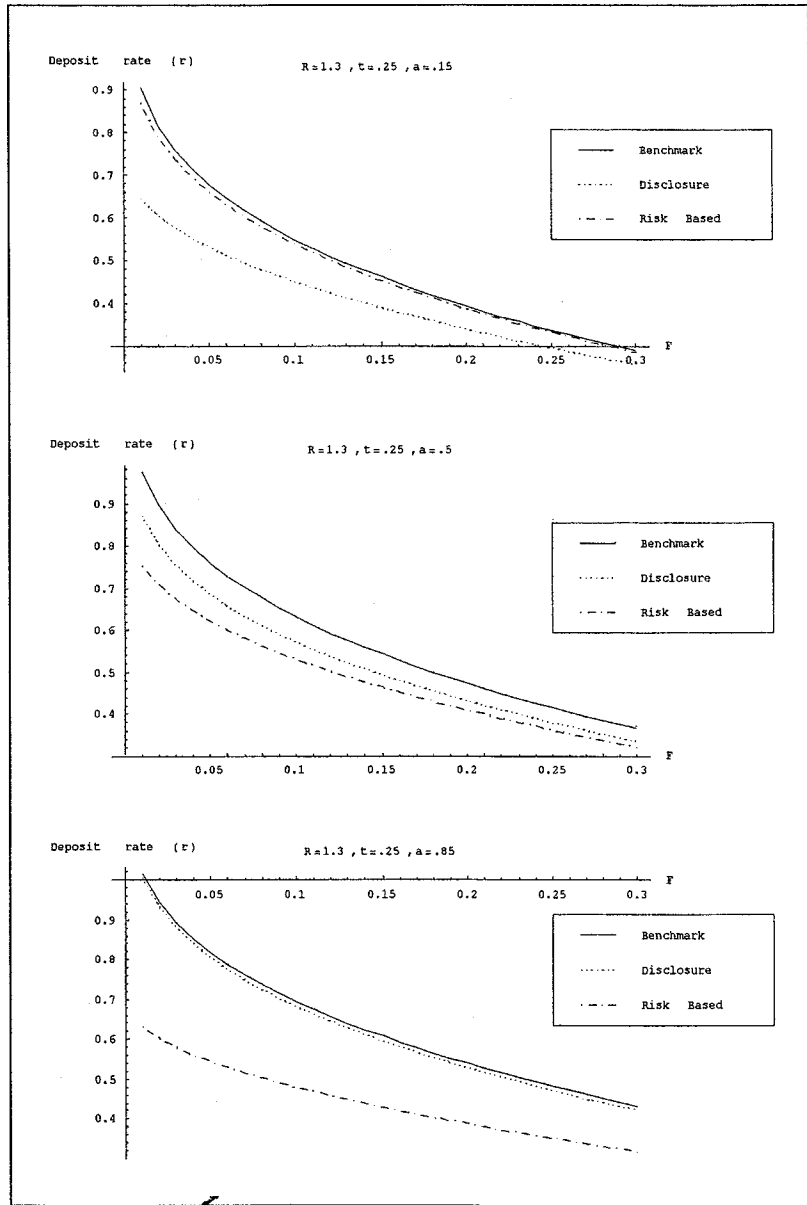 Deposit rate (r)
R=1.3 ,t=.25 ,a=.15
0.9
0.8
0.7
0.6
0.5
0.4
0.05 0.1 0.15 0.2 0.25 0.3
F
Benchmark
Disclosure
Risk Based
Deposit rate (r)
R=1.3 ,t=.25 ,a=.5
0.9
0.8
0.7
0.6
0.5
0.4
0.05 0.1 0.15 0.2 0.25 0.3
F
Benchmark
Disclosure
Risk Based
Deposit rate (r)
R=1.3 ,t=.25 ,a=.85
F
0.05 0.1 0.15 0.2 0.25 0.3
0.9
0.8
0.7
0.6
0.5
0.4
Benchmark
Disclosure
Risk Based